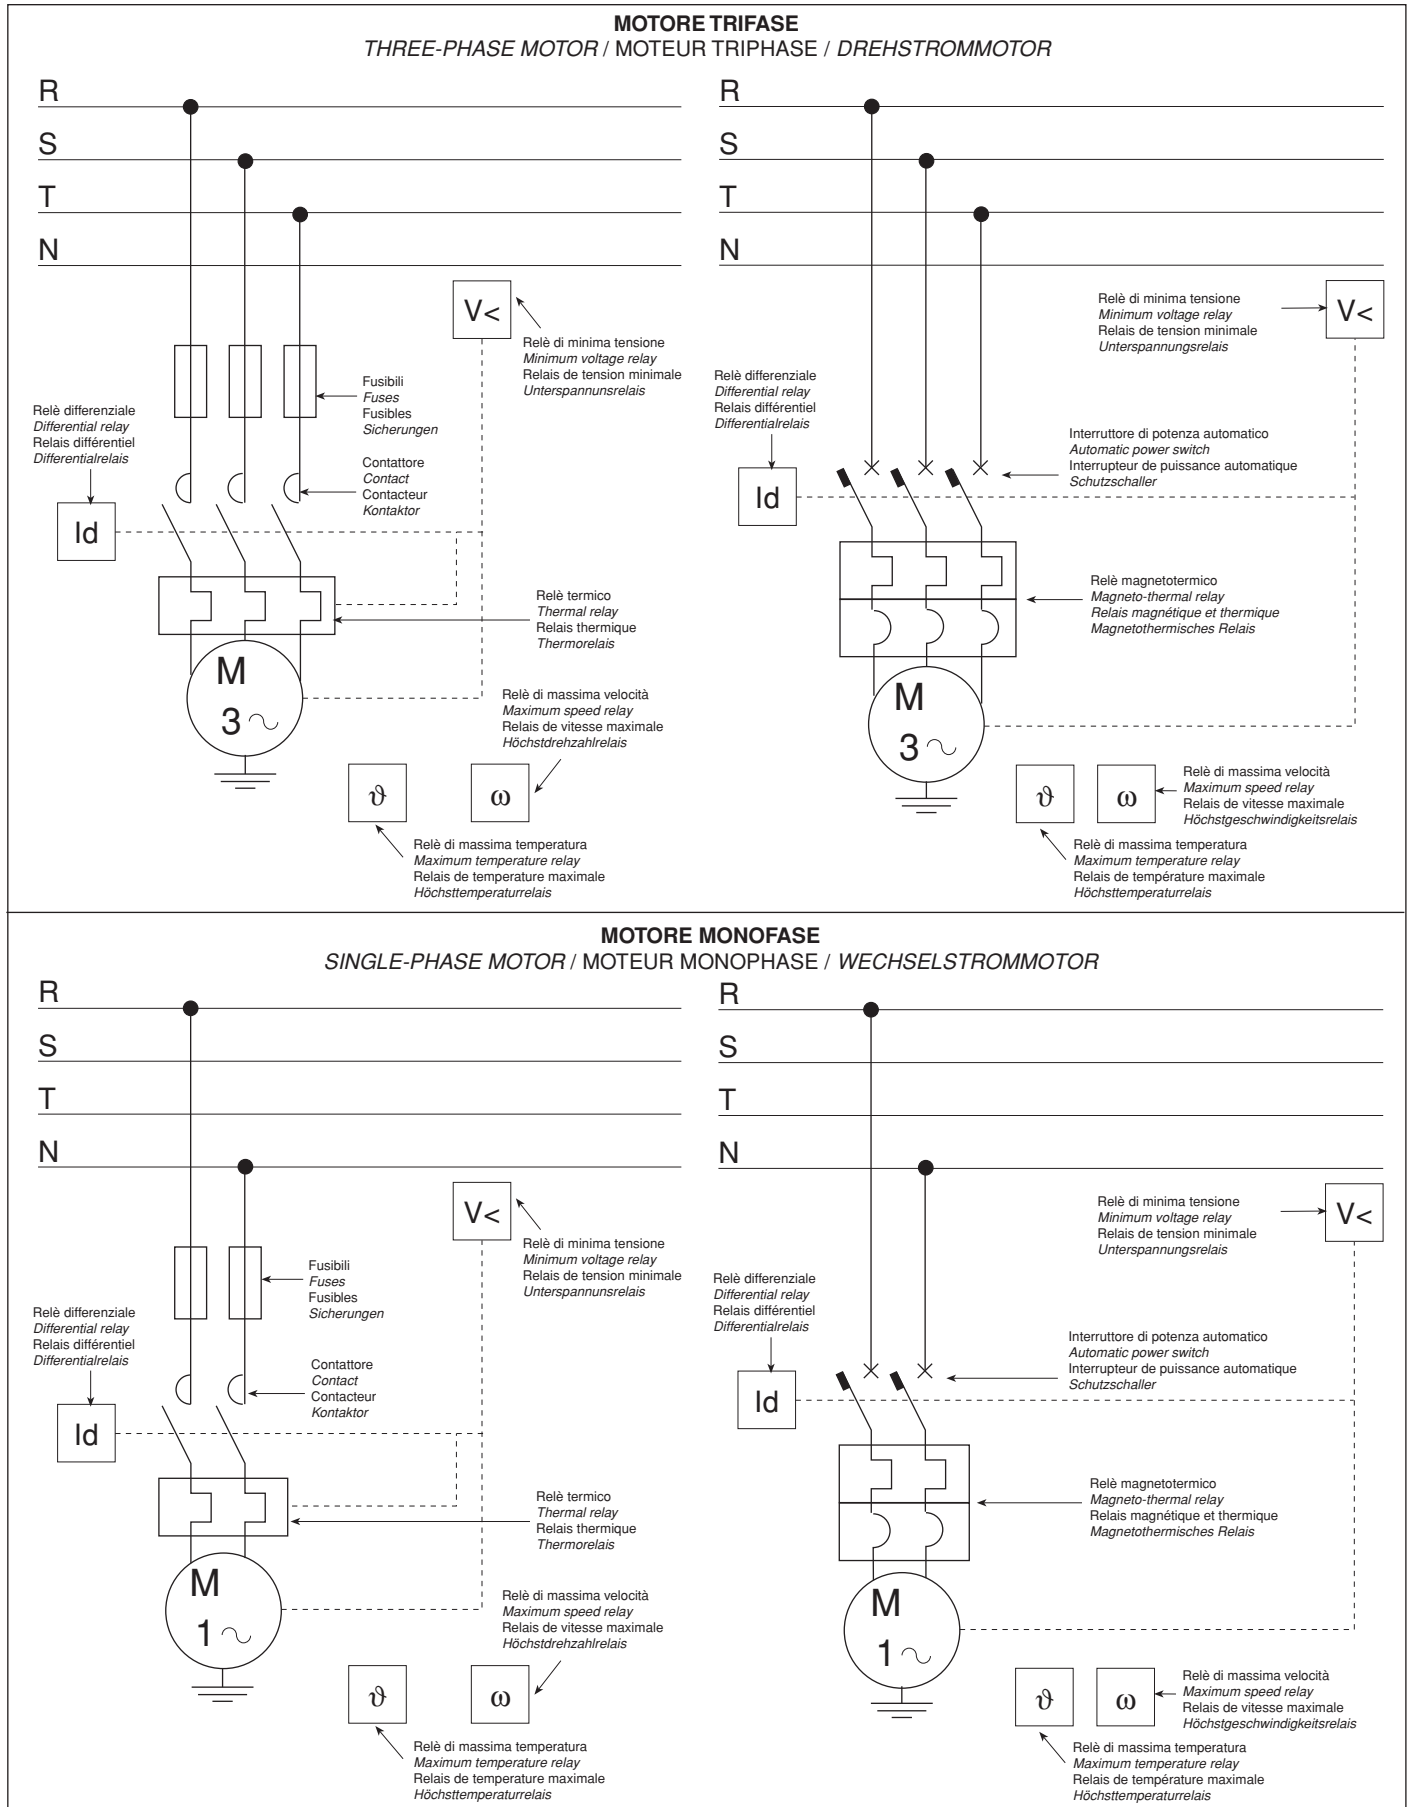 MOTORE TRIFASE
THREE-PHASE MOTOR / MOTEUR TRIPHASE / DREHSTROMMOTOR
R
S
T
N
V<
Relè di minima tensione
Minimum voltage relay
Relais de tension minimale
Unterspannunsrelais
Fusibili
Fuses
Fusibles
Sicherungen
Relè differenziale
Differential relay
Relais différentiel
Differentialrelais
Contattore
Contact
Contacteur
Kontaktor
Id
Relè termico
Thermal relay
Relais thermique
Thermorelais
M
3
Relè di massima velocità
Maximum speed relay
Relais de vitesse maximale
Höchstdrehzahlrelais
ϑ
ω
Relè di massima temperatura
Maximum temperature relay
Relais de temperature maximale
Höchsttemperaturrelais
R
S
T
N
Relè di minima tensione
Minimum voltage relay
Relais de tension minimale
Unterspannungsrelais
V<
Relè differenziale
Differential relay
Relais différentiel
Differentialrelais
Interruttore di potenza automatico
Automatic power switch
Interrupteur de puissance automatique
Schutzschaller
Id
Relè magnetotermico
Magneto-thermal relay
Relais magnétique et thermique
Magnetothermisches Relais
M
3
ϑ
ω
Relè di massima velocità
Maximum speed relay
Relais de vitesse maximale
Höchstgeschwindigkeitsrelais
Relè di massima temperatura
Maximum temperature relay
Relais de température maximale
Höchsttemperaturrelais
MOTORE MONOFASE
SINGLE-PHASE MOTOR / MOTEUR MONOPHASE / WECHSELSTROMMOTOR
R
S
T
N
V<
Relè di minima tensione
Minimum voltage relay
Relais de tension minimale
Unterspannunsrelais
Fusibili
Fuses
Fusibles
Sicherungen
Relè differenziale
Differential relay
Relais différentiel
Differentialrelais
Contattore
Contact
Contacteur
Kontaktor
Id
Relè termico
Thermal relay
Relais thermique
Thermorelais
M
1
Relè di massima velocità
Maximum speed relay
Relais de vitesse maximale
Höchstdrehzahlrelais
ϑ
ω
Relè di massima temperatura
Maximum temperature relay
Relais de temperature maximale
Höchsttemperaturrelais
R
S
T
N
Relè di minima tensione
Minimum voltage relay
Relais de tension minimale
Unterspannungsrelais
V<
Relè differenziale
Differential relay
Relais différentiel
Differentialrelais
Interruttore di potenza automatico
Automatic power switch
Interrupteur de puissance automatique
Schutzschaller
Id
Relè magnetotermico
Magneto-thermal relay
Relais magnétique et thermique
Magnetothermisches Relais
M
1
ϑ
ω
Relè di massima velocità
Maximum speed relay
Relais de vitesse maximale
Höchstgeschwindigkeitsrelais
Relè di massima temperatura
Maximum temperature relay
Relais de température maximale
Höchsttemperaturrelais